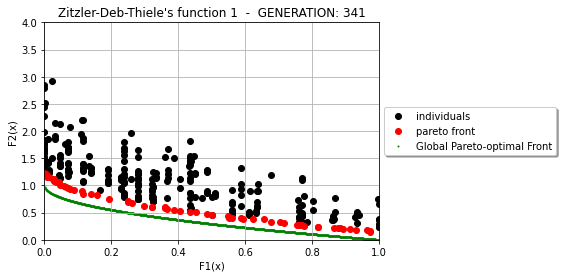 Zitzler-Deb-Thiele's function 1 - GENERATION: 341
4.0
3.5
3.0
2.5
2.0
1.5
1.0
0.5
0.0
F2(x)
0.0 0.2 0.4 0.6 0.8 1.0
F1(x)
individuals
pareto front
Global Pareto-optimal Front